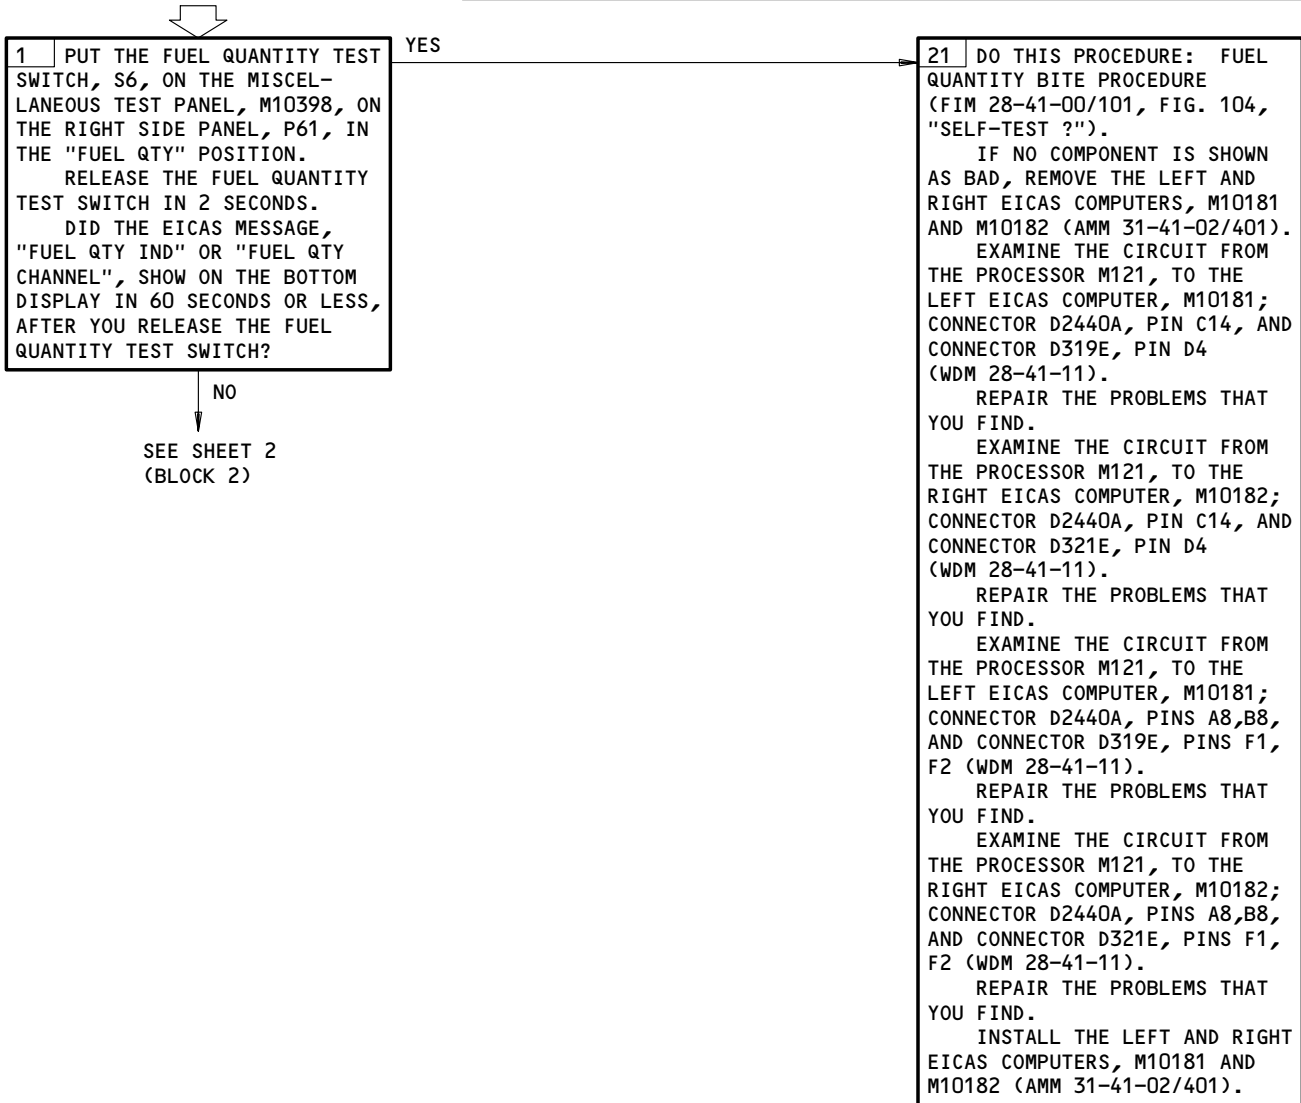 1 PUT THE FUEL QUANTITY TEST
SWITCH, S6, ON THE MISCEL-
LANEOUS TEST PANEL, M10398, ON
THE RIGHT SIDE PANEL, P61, IN
THE "FUEL QTY" POSITION.
RELEASE THE FUEL QUANTITY
TEST SWITCH IN 2 SECONDS.
DID THE EICAS MESSAGE,
"FUEL QTY IND" OR "FUEL QTY
CHANNEL", SHOW ON THE BOTTOM
DISPLAY IN 60 SECONDS OR LESS,
AFTER YOU RELEASE THE FUEL
QUANTITY TEST SWITCH?
YES
NO
SEE SHEET 2
(BLOCK 2)
21 DO THIS PROCEDURE: FUEL
QUANTITY BITE PROCEDURE
(FIM 28-41-00/101, FIG. 104,
"SELF-TEST ?").
IF NO COMPONENT IS SHOWN
AS BAD, REMOVE THE LEFT AND
RIGHT EICAS COMPUTERS, M10181
AND M10182 (AMM 31-41-02/401).
EXAMINE THE CIRCUIT FROM
THE PROCESSOR M121, TO THE
LEFT EICAS COMPUTER, M10181;
CONNECTOR D2440A, PIN C14, AND
CONNECTOR D319E, PIN D4
(WDM 28-41-11).
REPAIR THE PROBLEMS THAT
YOU FIND.
EXAMINE THE CIRCUIT FROM
THE PROCESSOR M121, TO THE
RIGHT EICAS COMPUTER, M10182;
CONNECTOR D2440A, PIN C14, AND
CONNECTOR D321E, PIN D4
(WDM 28-41-11).
REPAIR THE PROBLEMS THAT
YOU FIND.
EXAMINE THE CIRCUIT FROM
THE PROCESSOR M121, TO THE
LEFT EICAS COMPUTER, M10181;
CONNECTOR D2440A, PINS A8,B8,
AND CONNECTOR D319E, PINS F1,
F2 (WDM 28-41-11).
REPAIR THE PROBLEMS THAT
YOU FIND.
EXAMINE THE CIRCUIT FROM
THE PROCESSOR M121, TO THE
RIGHT EICAS COMPUTER, M10182;
CONNECTOR D2440A, PINS A8,B8,
AND CONNECTOR D321E, PINS F1,
F2 (WDM 28-41-11).
REPAIR THE PROBLEMS THAT
YOU FIND.
INSTALL THE LEFT AND RIGHT
EICAS COMPUTERS, M10181 AND
M10182 (AMM 31-41-02/401).